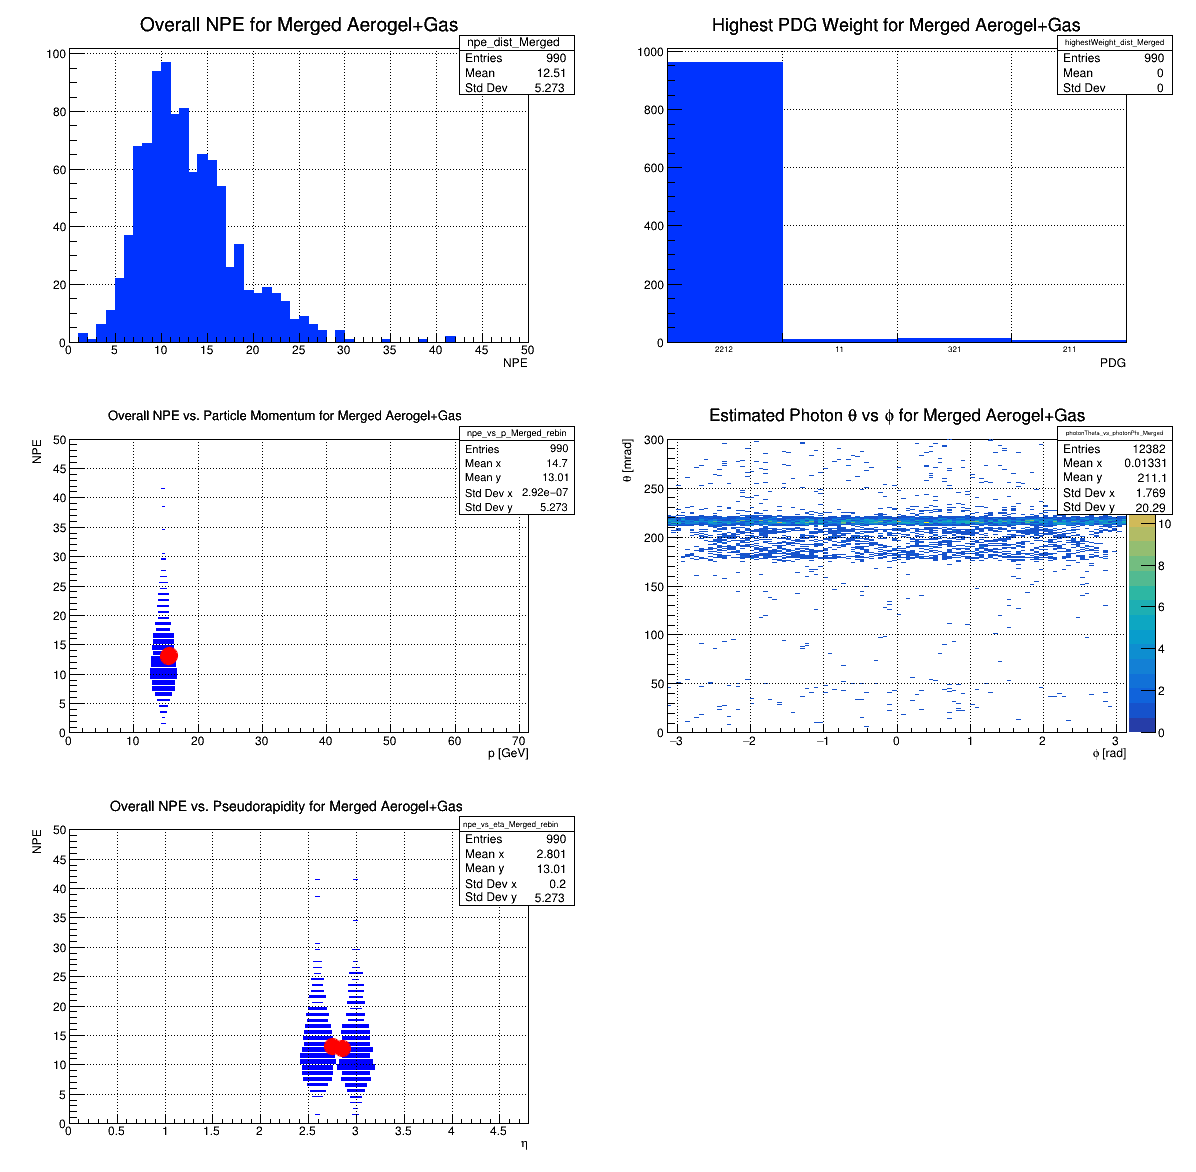 Overall NPE for Merged Aerogel+Gas
npe_dist_Merged
Entries 990
Mean 12.51
Std Dev 5.273
100
80
60
40
20
0
0 5 10 15 20 25 30 35 40 45 50
NPE
Highest PDG Weight for Merged Aerogel+Gas
highestWeight_dist_Merged
Entries 990
Mean 0
Std Dev 0
1000
800
600
400
200
0
2212 11 321 211
PDG
Overall NPE vs. Particle Momentum for Merged Aerogel+Gas
npe_vs_p_Merged_rebin
Entries 990
Mean x 14.7
Mean y 13.01
Std Dev x 2.92e-07
Std Dev y 5.273
NPE
50
45
40
35
30
25
20
15
10
5
0
0 10 20 30 40 50 60 70
p [GeV]
Estimated Photon θ vs ϕ for Merged Aerogel+Gas
photonTheta_vs_photonPhi_Merged
Entries 12382
Mean x 0.01331
Mean y 211.1
Std Dev x 1.769
Std Dev y 20.29
θ [mrad]
300
250
200
150
100
50
0
−3 −2 −1 0 1 2 3
ϕ [rad]
10
8
6
4
2
0
Overall NPE vs. Pseudorapidity for Merged Aerogel+Gas
npe_vs_eta_Merged_rebin
Entries 990
Mean x 2.801
Mean y 13.01
Std Dev x 0.2
Std Dev y 5.273
NPE
50
45
40
35
30
25
20
15
10
5
0
0 0.5 1 1.5 2 2.5 3 3.5 4 4.5
η